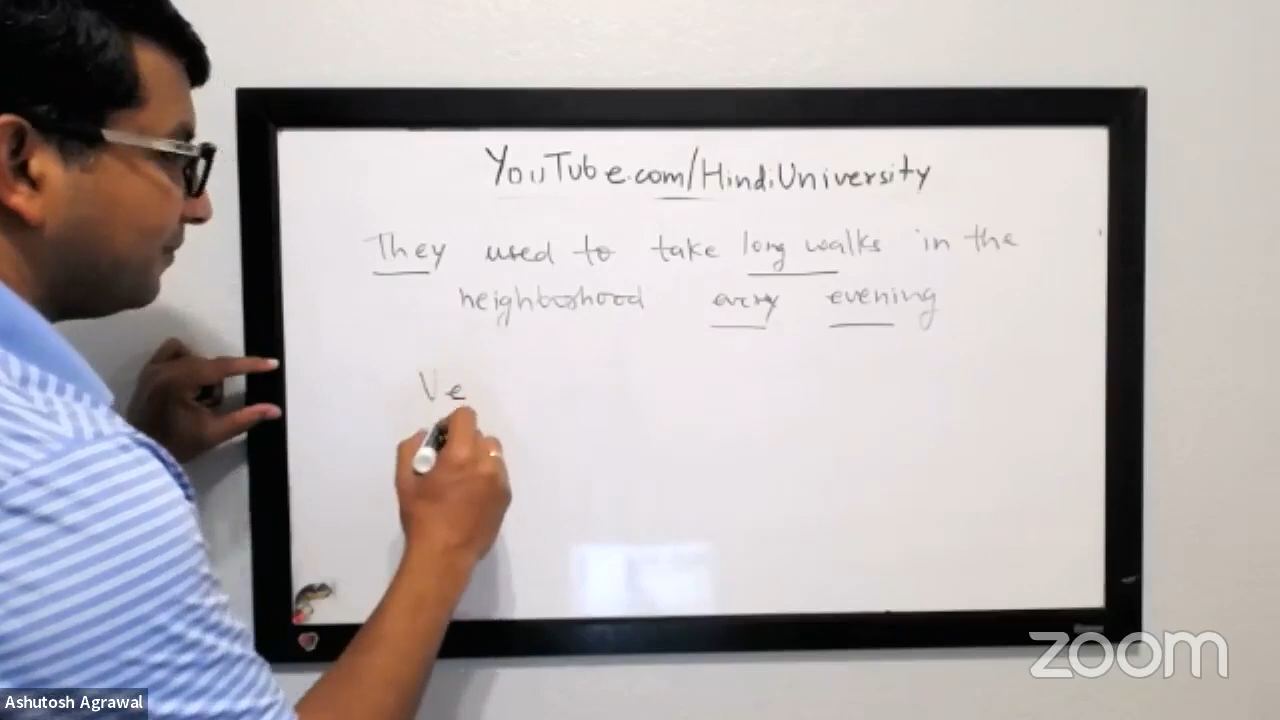 YouTube.com/HindiUniversity
They used to take long walks in the
neighborhood every evening
Ve
zoom
Ashutosh Agrawal